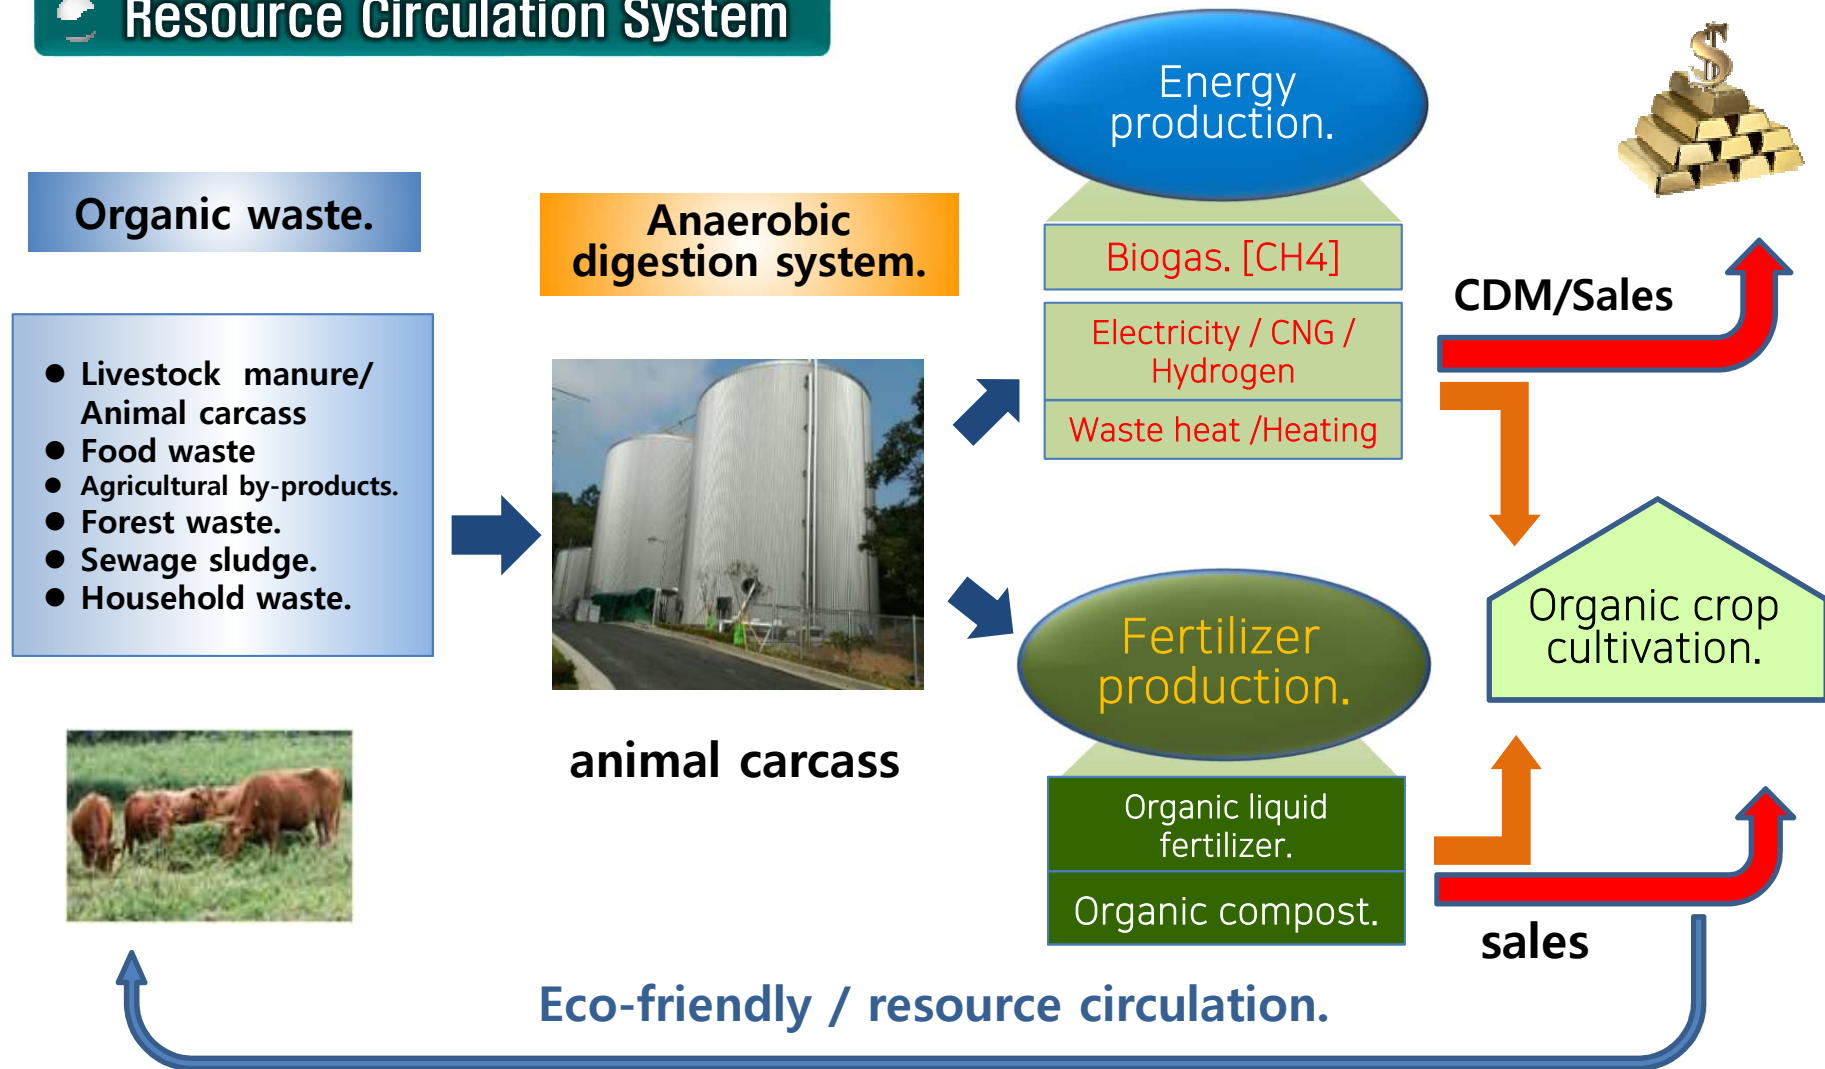 Resource Circulation System
Organic waste.
● Livestock manure/
Animal carcass
● Food waste
● Agricultural by-products.
● Forest waste.
● Sewage sludge.
● Household waste.
Anaerobic
digestion system.
animal carcass
Energy
production.
Biogas. [CH4]
Electricity / CNG /
Hydrogen
Waste heat /Heating
Fertilizer
production.
Organic liquid
fertilizer.
Organic compost.
$
CDM/Sales
Organic crop
cultivation.
sales
Eco-friendly / resource circulation.